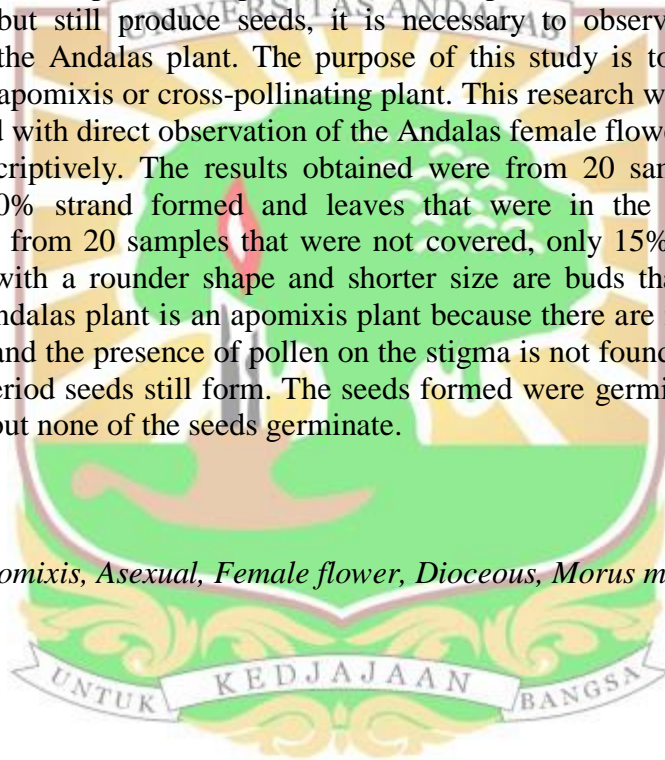 UNIVERSITAS ANDALAS
but still produce seeds, it is necessary to observ
the Andalas plant. The purpose of this study is to
apomixis or cross-pollinating plant. This research w
d with direct observation of the Andalas female flowe
criptively. The results obtained were from 20 sam
0% strand formed and leaves that were in the
from 20 samples that were not covered, only 15%
with a rounder shape and shorter size are buds tha
ndalas plant is an apomixis plant because there are
and the presence of pollen on the stigma is not found
eriod seeds still form. The seeds formed were germi
but none of the seeds germinate.
omixis, Asexual, Female flower, Dioceous, Morus m
UNTUK KEDJAJAAN BANGSA